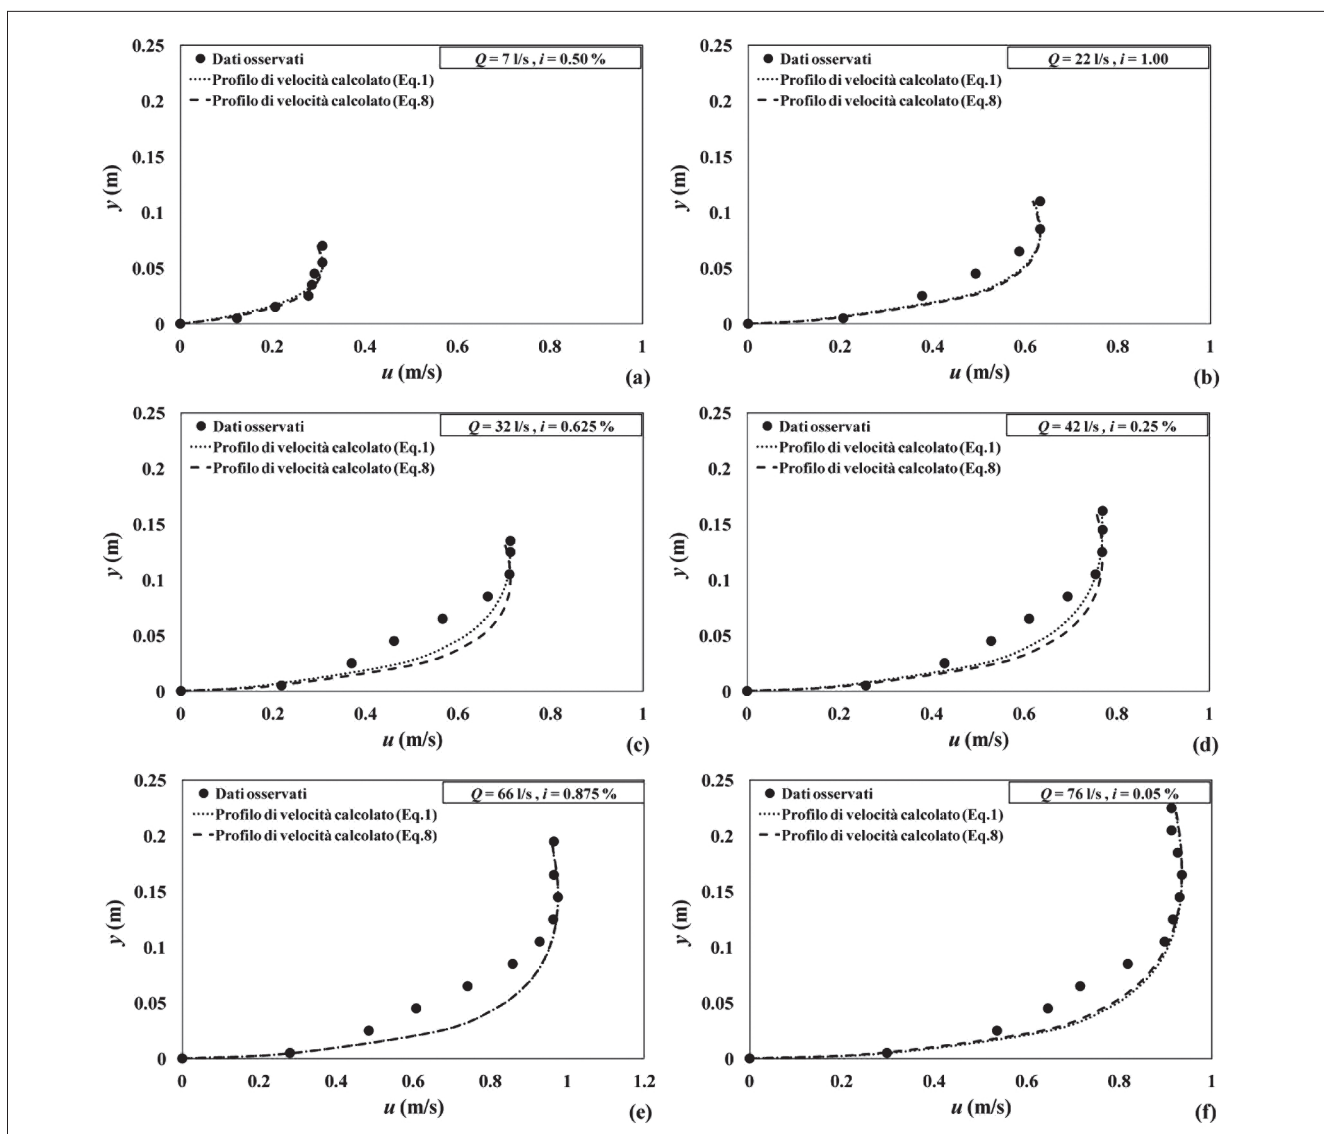 0.25
● Dati osservati
Q = 7 l/s , i = 0.50 %
Profilo di velocità calcolato (Eq.1)
0.2
Profilo di velocità calcolato (Eq.8)
0.15
y (m)
0.1
0.05
0
0 0.2 0.4 0.6 0.8 1
u (m/s)
(a)
0.25
● Dati osservati
Q = 22 l/s , i = 1.00
Profilo di velocità calcolato (Eq.1)
0.2
Profilo di velocità calcolato (Eq.8)
0.15
y (m)
0.1
0.05
0
0 0.2 0.4 0.6 0.8 1
u (m/s)
(b)
0.25
● Dati osservati
Q = 32 l/s , i = 0.625 %
Profilo di velocità calcolato (Eq.1)
0.2
Profilo di velocità calcolato (Eq.8)
0.15
y (m)
0.1
0.05
0
0 0.2 0.4 0.6 0.8 1
u (m/s)
(c)
0.25
● Dati osservati
Q = 42 l/s , i = 0.25 %
Profilo di velocità calcolato (Eq.1)
0.2
Profilo di velocità calcolato (Eq.8)
0.15
y (m)
0.1
0.05
0
0 0.2 0.4 0.6 0.8 1
u (m/s)
(d)
0.25
● Dati osservati
Q = 66 l/s , i = 0.875 %
Profilo di velocità calcolato (Eq.1)
0.2
Profilo di velocità calcolato (Eq.8)
0.15
y (m)
0.1
0.05
0
0 0.2 0.4 0.6 0.8 1 1.2
u (m/s)
(e)
0.25
● Dati osservati
Q = 76 l/s , i = 0.05 %
Profilo di velocità calcolato (Eq.1)
0.2
Profilo di velocità calcolato (Eq.8)
0.15
y (m)
0.1
0.05
0
0 0.2 0.4 0.6 0.8 1
u (m/s)
(f)